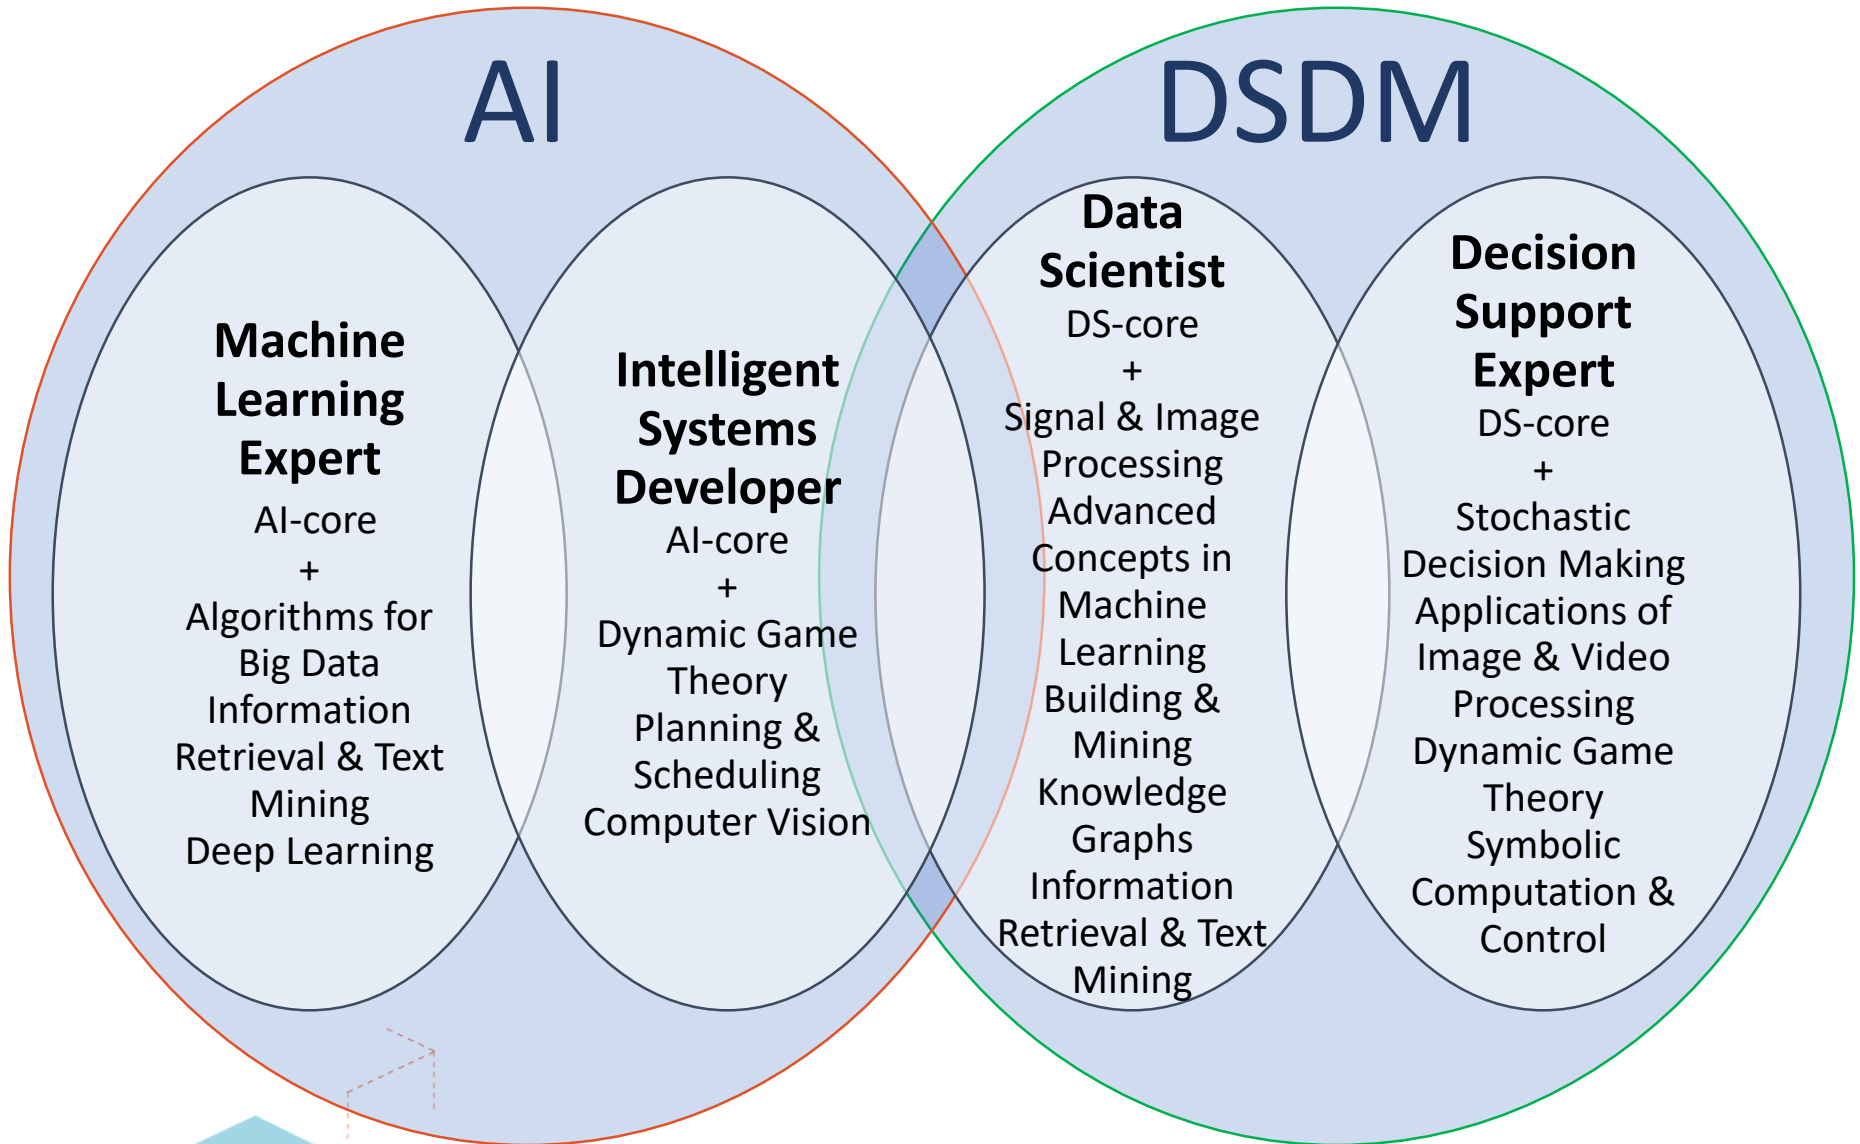 AI
DSDM
Machine
Learning
Expert
AI-core
+
Algorithms for
Big Data
Information
Retrieval & Text
Mining
Deep Learning
Intelligent
Systems
Developer
AI-core
+
Dynamic Game
Theory
Planning &
Scheduling
Computer Vision
Data
Scientist
DS-core
+
Signal & Image
Processing
Advanced
Concepts in
Machine
Learning
Building &
Mining
Knowledge
Graphs
Information
Retrieval & Text
Mining
Decision
Support
Expert
DS-core
+
Stochastic
Decision Making
Applications of
Image & Video
Processing
Dynamic Game
Theory
Symbolic
Computation &
Control